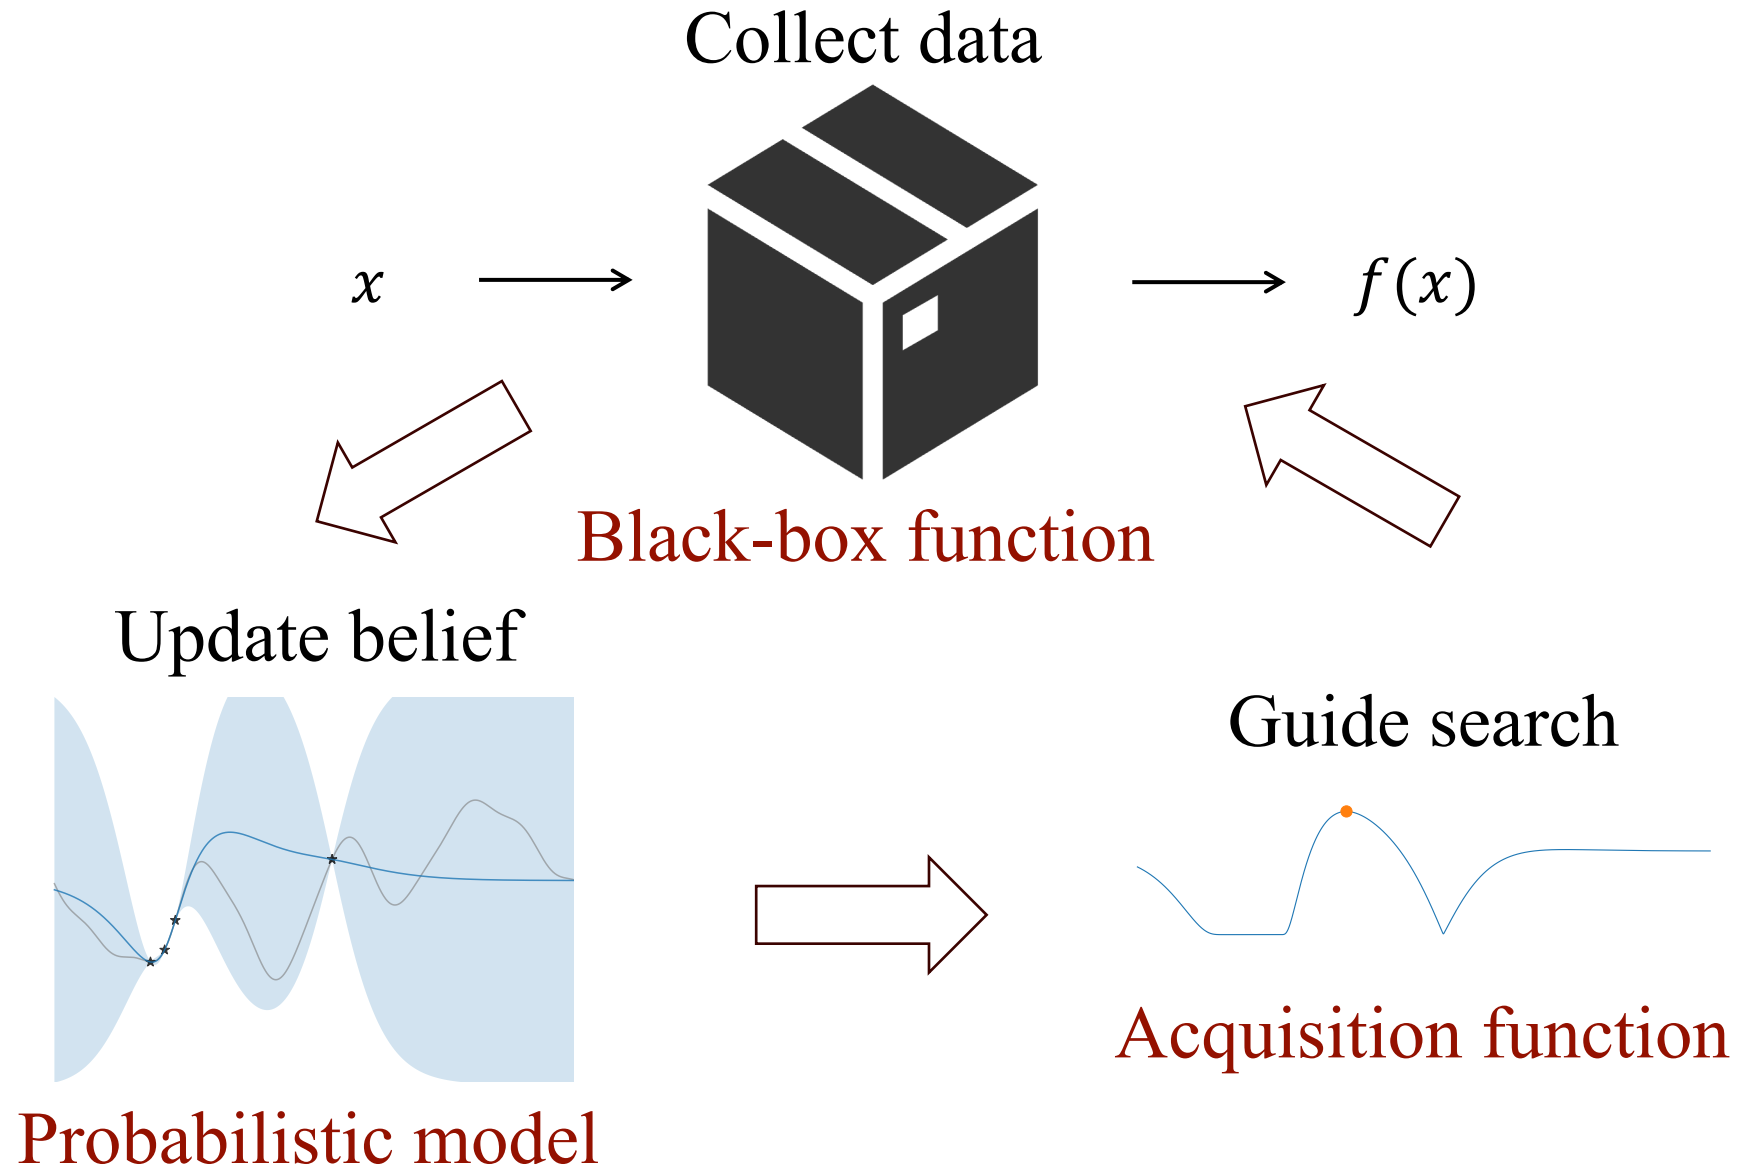 Collect data
x
f(x)
Black-box function
Update belief
Guide search
Acquisition function
Probabilistic model